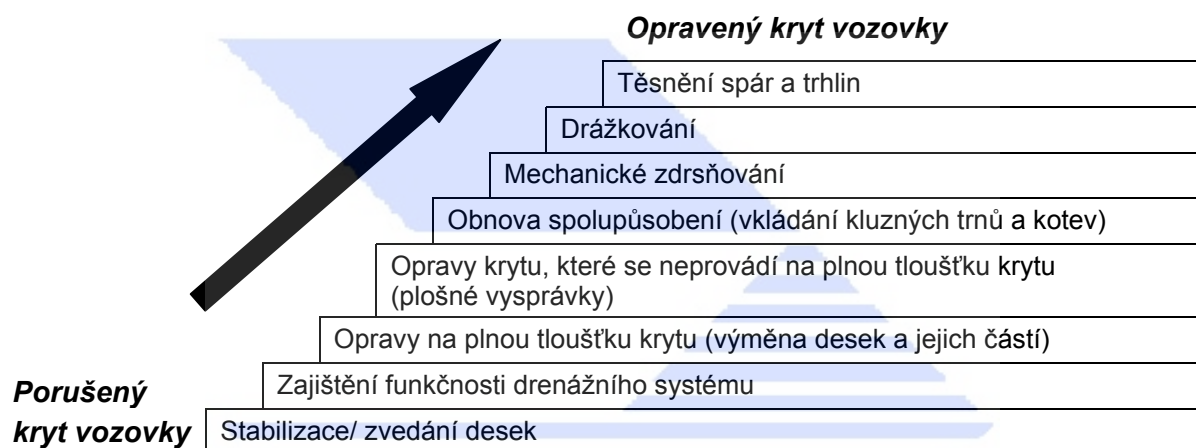 Opravený kryt vozovky
Těsnění spár a trhlin
Drážkování
Mechanické zdrsňování
Obnova spolupůsobení (vkládání kluzných trnů a kotev)
Opravy krytu, které se neprovádí na plnou tloušťku krytu
(plošné vysprávky)
Opravy na plnou tloušťku krytu (výměna desek a jejich částí)
Zajištění funkčnosti drenážního systému
Porušený
kryt vozovky
Stabilizace/ zvedání desek